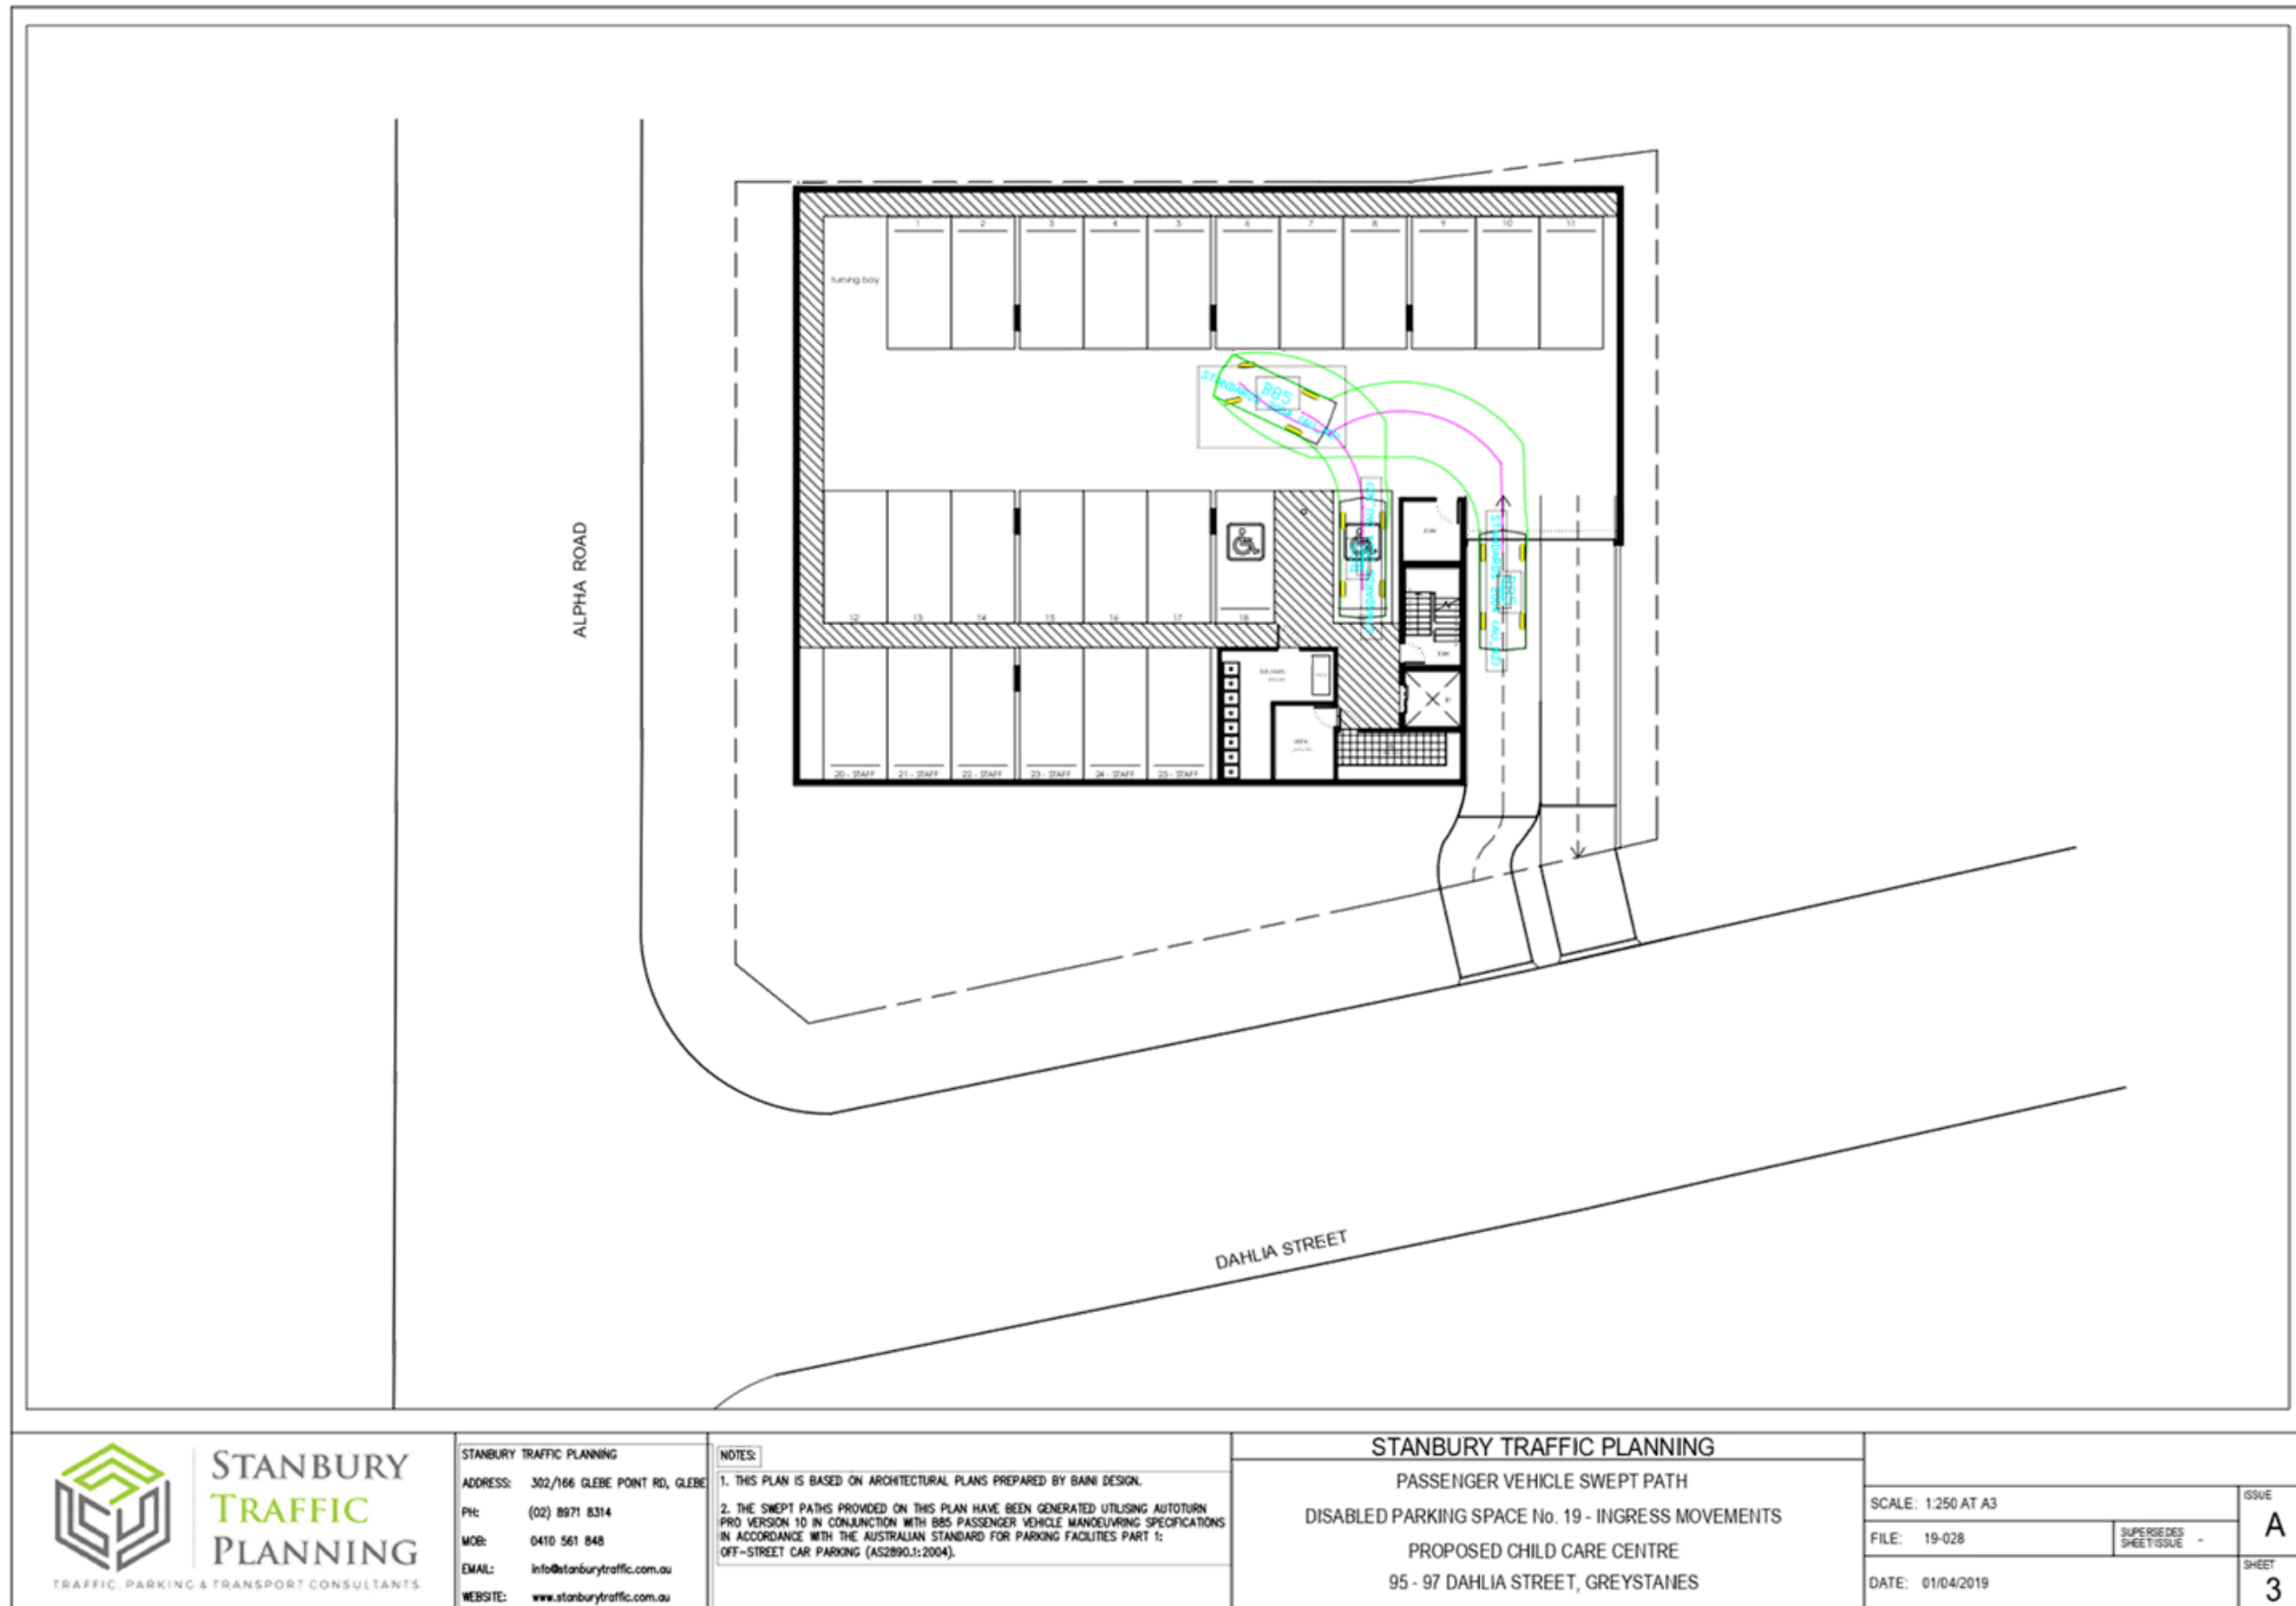 1
2
3
4
5
6
7
8
9
10
11
turning bay
B85
STANDARDS 2004 (AU_NZ)
ALPHA ROAD
B85
STANDARDS 2004 (AU_NZ)
12
13
14
15
16
17
18
20 - STAFF
21 - STAFF
22 - STAFF
23 - STAFF
24 - STAFF
25 - STAFF
DAHLIA STREET
STANBURY
TRAFFIC
PLANNING
TRAFFIC, PARKING & TRANSPORT CONSULTANTS
STANBURY TRAFFIC PLANNING
ADDRESS: 302/166 GLEBE POINT RD, GLEBE
PH: (02) 8971 8314
MOB: 0410 561 848
EMAIL: info@stanburytraffic.com.au
WEBSITE: www.stanburytraffic.com.au
NOTES:
1. THIS PLAN IS BASED ON ARCHITECTURAL PLANS PREPARED BY BAINI DESIGN.
2. THE SWEPT PATHS PROVIDED ON THIS PLAN HAVE BEEN GENERATED UTILISING AUTOTURN
PRO VERSION 10 IN CONJUNCTION WITH B85 PASSENGER VEHICLE MANOEUVRING SPECIFICATIONS
IN ACCORDANCE WITH THE AUSTRALIAN STANDARD FOR PARKING FACILITIES PART 1:
OFF-STREET CAR PARKING (AS2890.1:2004).
STANBURY TRAFFIC PLANNING
PASSENGER VEHICLE SWEPT PATH
DISABLED PARKING SPACE No. 19 - INGRESS MOVEMENTS
PROPOSED CHILD CARE CENTRE
95 - 97 DAHLIA STREET, GREYSTANES
SCALE: 1:250 AT A3
FILE: 19-028
SUPERSEDES
SHEET/ISSUE -
DATE: 01/04/2019
ISSUE
A
SHEET
3